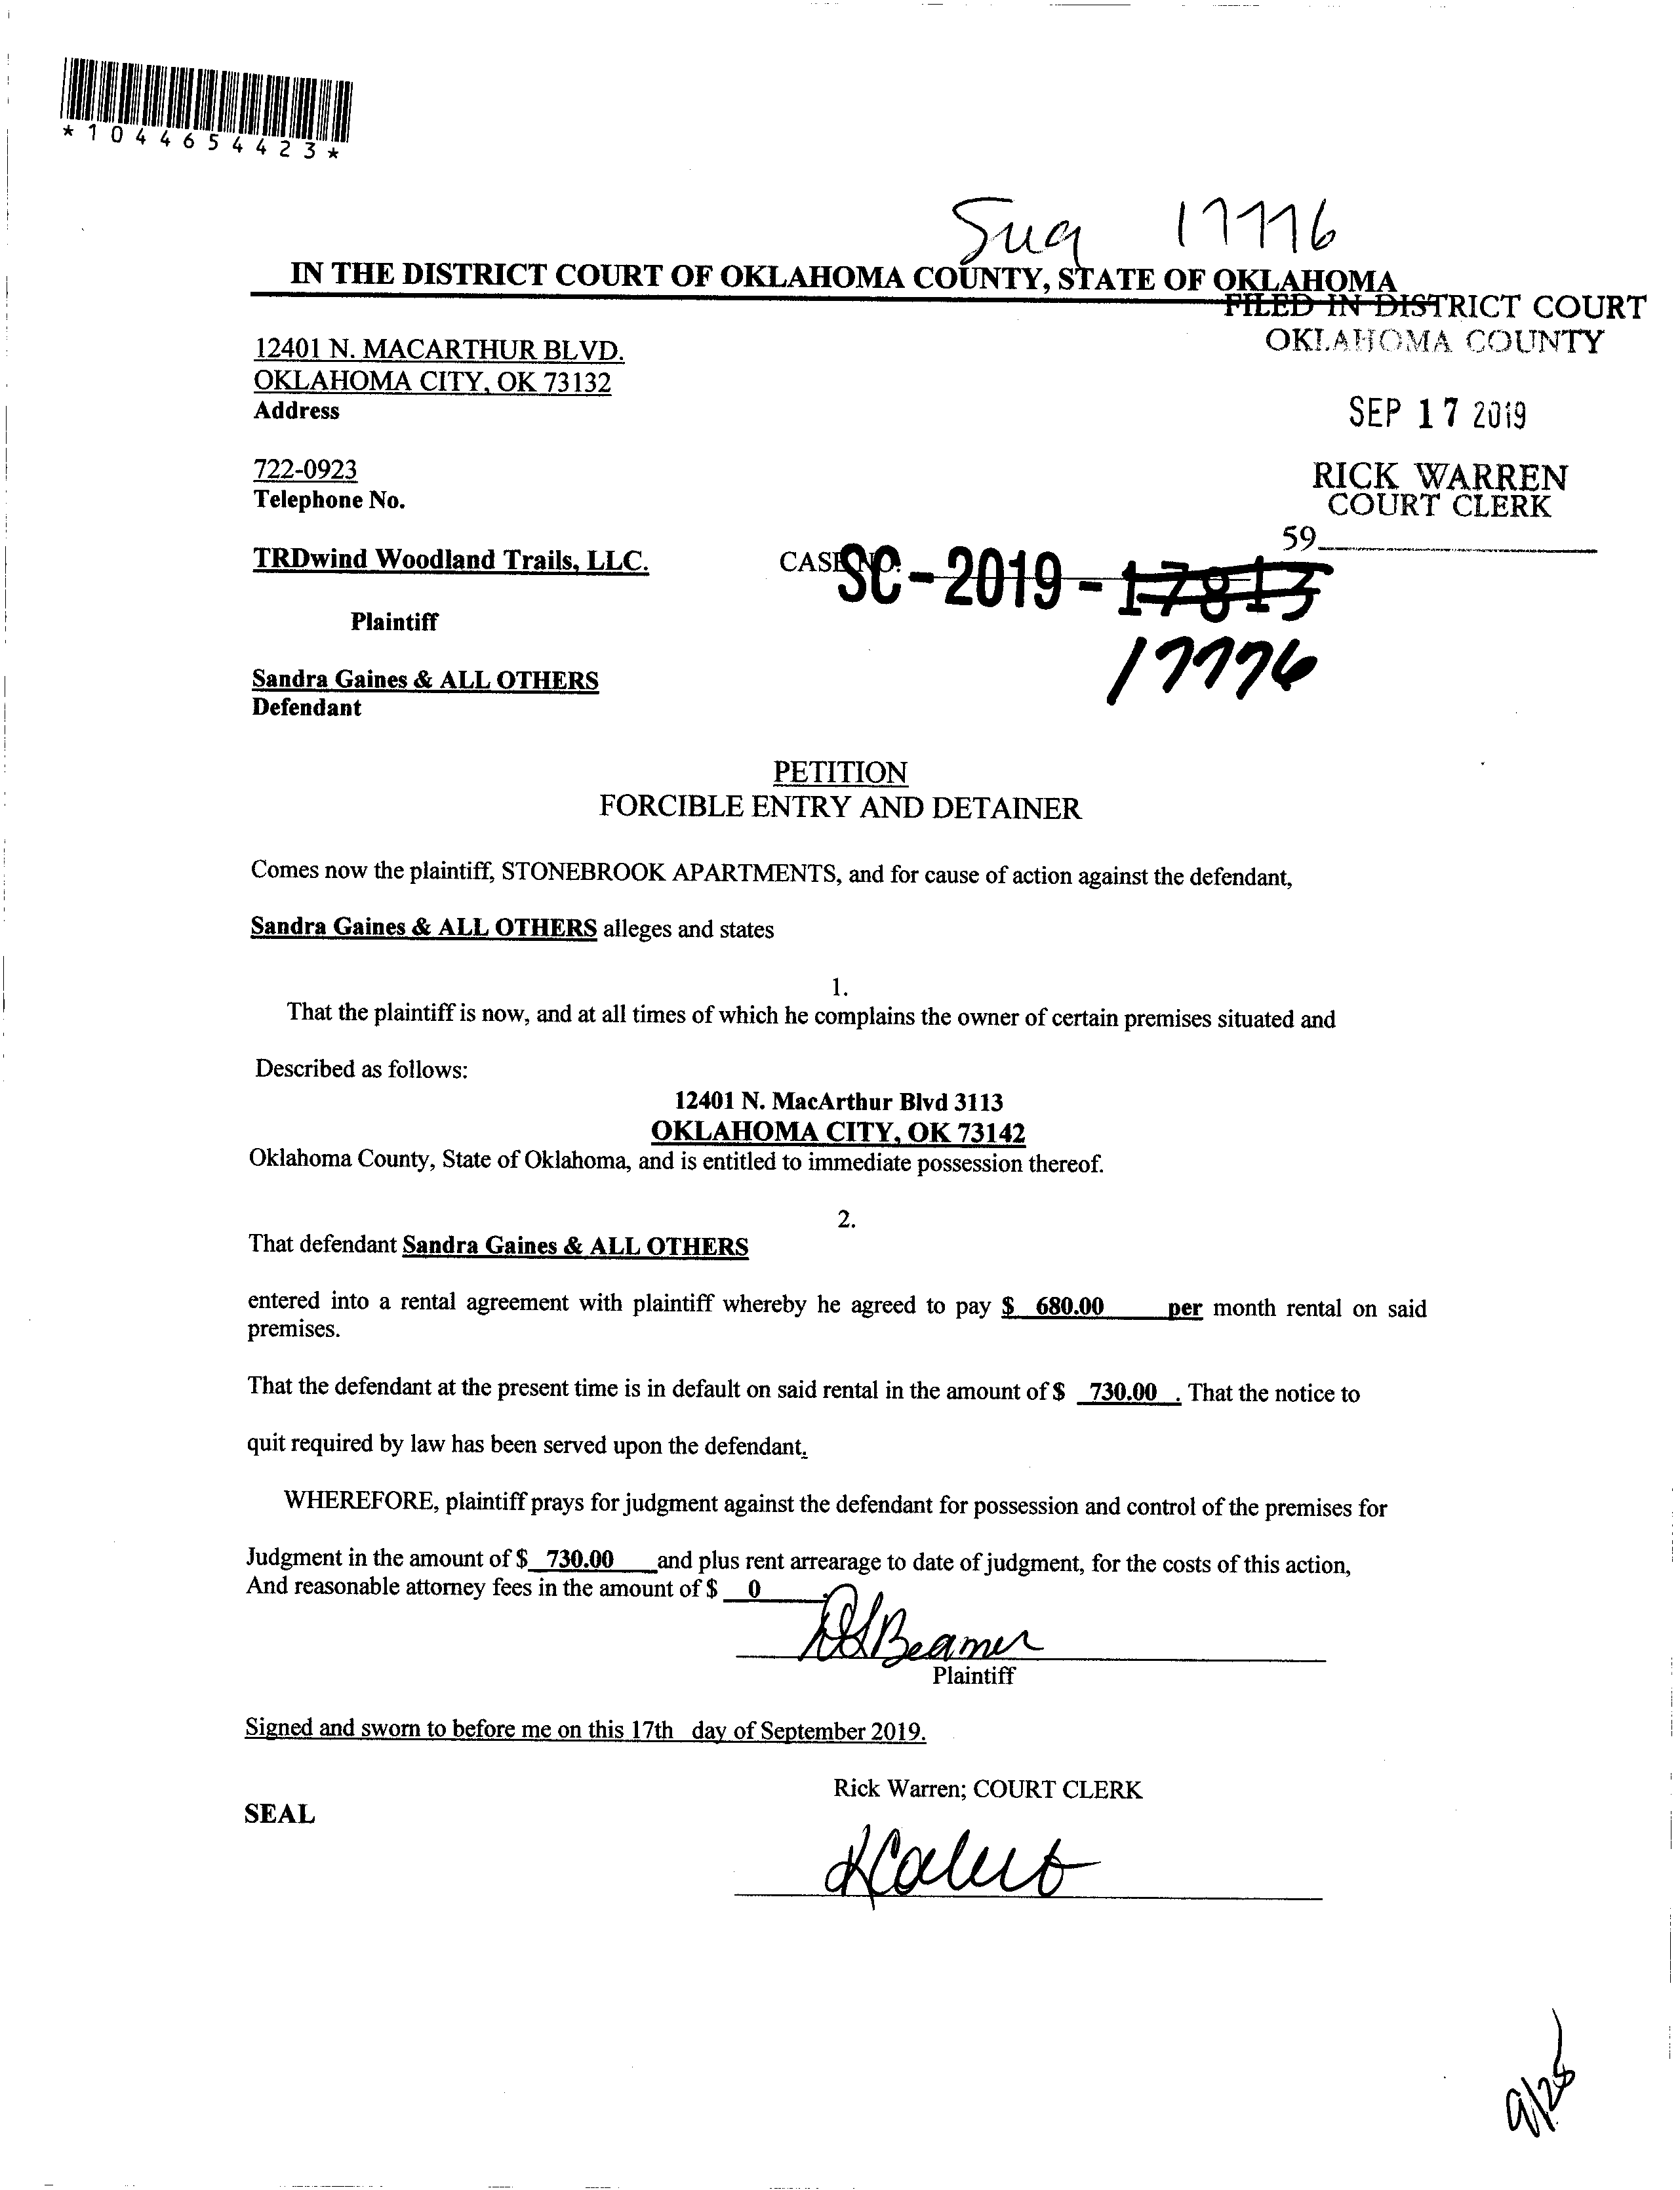 *1044654423*
Sug 17776
IN THE DISTRICT COURT OF OKLAHOMA COUNTY, STATE OF OKLAHOMA
FILED IN DISTRICT COURT
OKLAHOMA COUNTY
12401 N. MACARTHUR BLVD.
OKLAHOMA CITY, OK 73132
Address
SEP 17 2019
722-0923
Telephone No.
RICK WARREN
COURT CLERK
59
TRDwind Woodland Trails, LLC.
CASE NO. SC-2019-17813
17776
Plaintiff
Sandra Gaines & ALL OTHERS
Defendant
PETITION
FORCIBLE ENTRY AND DETAINER
Comes now the plaintiff, STONEBROOK APARTMENTS, and for cause of action against the defendant,
Sandra Gaines & ALL OTHERS alleges and states
1.
That the plaintiff is now, and at all times of which he complains the owner of certain premises situated and
Described as follows:
12401 N. MacArthur Blvd 3113
OKLAHOMA CITY, OK 73142
Oklahoma County, State of Oklahoma, and is entitled to immediate possession thereof.
2.
That defendant Sandra Gaines & ALL OTHERS
entered into a rental agreement with plaintiff whereby he agreed to pay $ 680.00 per month rental on said
premises.
That the defendant at the present time is in default on said rental in the amount of $ 730.00 . That the notice to
quit required by law has been served upon the defendant.
WHEREFORE, plaintiff prays for judgment against the defendant for possession and control of the premises for
Judgment in the amount of $ 730.00 and plus rent arrearage to date of judgment, for the costs of this action,
And reasonable attorney fees in the amount of $ 0 .
Beamer
Plaintiff
Signed and sworn to before me on this 17th day of September 2019.
Rick Warren; COURT CLERK
SEAL